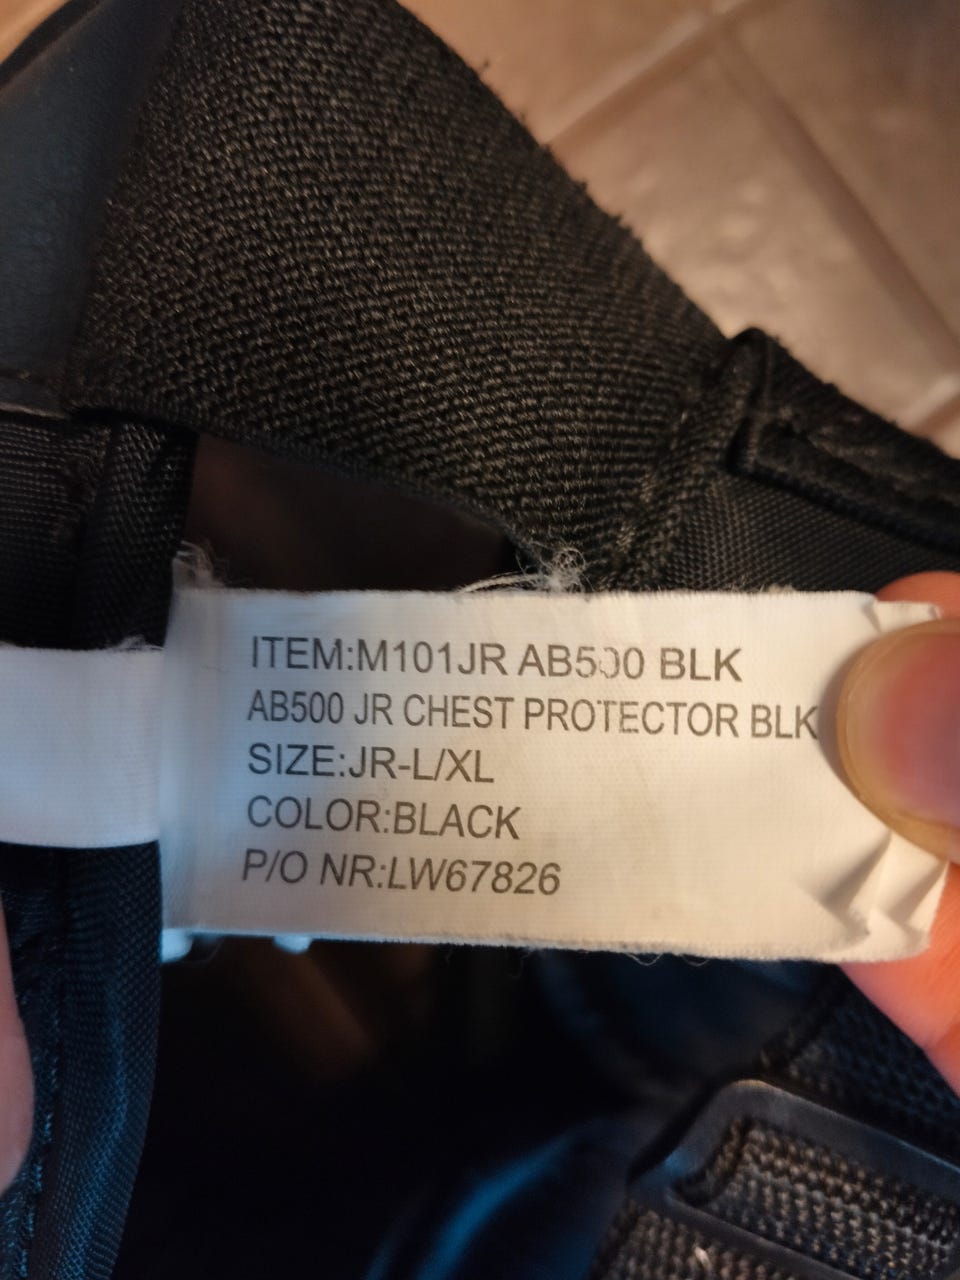 ITEM:M101JR AB500 BLK
AB500 JR CHEST PROTECTOR BLK
SIZE:JR-L/XL
COLOR:BLACK
P/O NR:LW67826